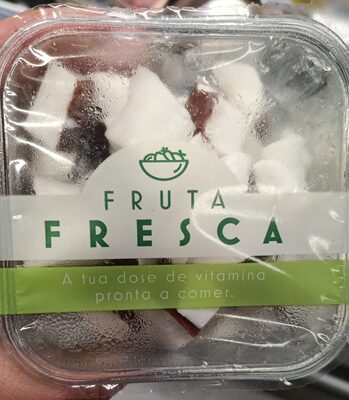 FRUTA
FRESCA
A tua dose de vitamina
pronta a comer.